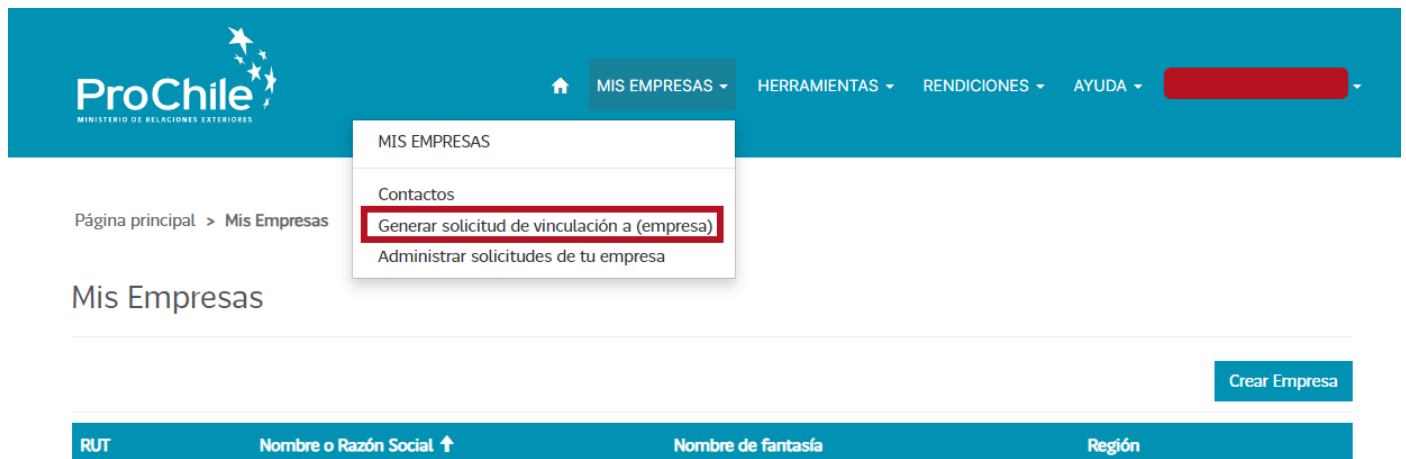 ProChile
MINISTERIO DE RELACIONES EXTERIORES
MIS EMPRESAS HERRAMIENTAS RENDICIONES AYUDA
MIS EMPRESAS
Contactos
Generar solicitud de vinculación a (empresa)
Administrar solicitudes de tu empresa
Página principal > Mis Empresas
Mis Empresas
Crear Empresa
RUT Nombre o Razón Social ↑ Nombre de fantasía Región